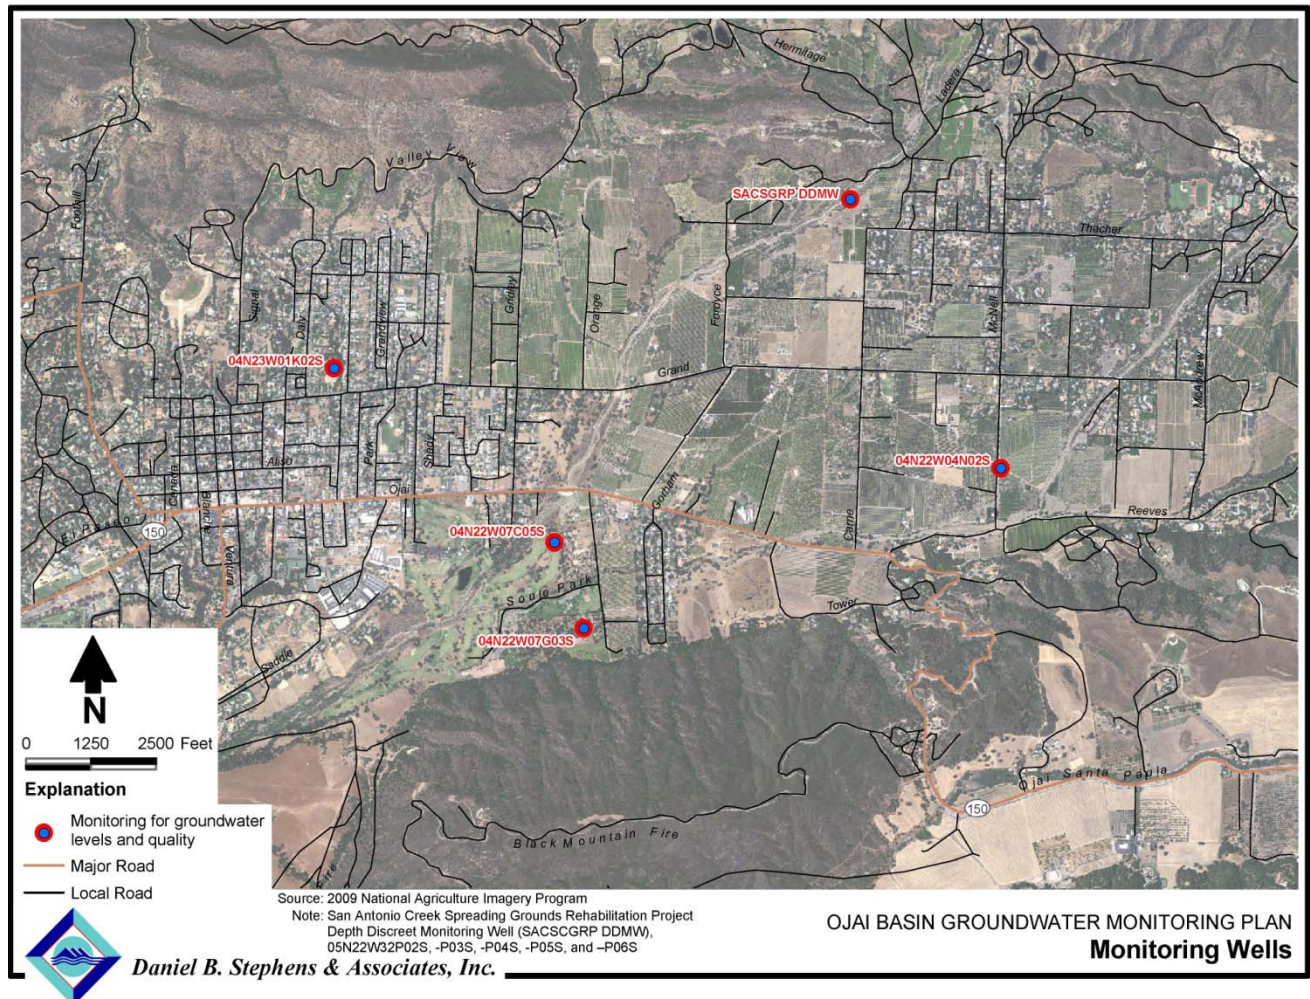 Hermitage
Ladera
Valley View
Foothill
SACSGRP DDMW
Thacher
Signal
Daly
Grandview
Gridley
Orange
Fordyce
McNell
04N23W01K02S
Grand
McAndrew
Park
Shady
Aliso
04N22W04N02S
Ojai
Gorham
Canada
Blanche
El Paseo
150
Carne
Reeves
Ventura
04N22W07C05S
Soule Park
Tower
04N22W07G03S
Saddle
N
0 1250 2500 Feet
Ojai Santa Paula
150
Black Mountain Fire
Fire
Explanation
Monitoring for groundwater
levels and quality
Major Road
Local Road
Source: 2009 National Agriculture Imagery Program
Note: San Antonio Creek Spreading Grounds Rehabilitation Project
Depth Discreet Monitoring Well (SACSCGRP DDMW),
05N22W32P02S, -P03S, -P04S, -P05S, and –P06S
OJAI BASIN GROUNDWATER MONITORING PLAN
Monitoring Wells
Daniel B. Stephens & Associates, Inc.